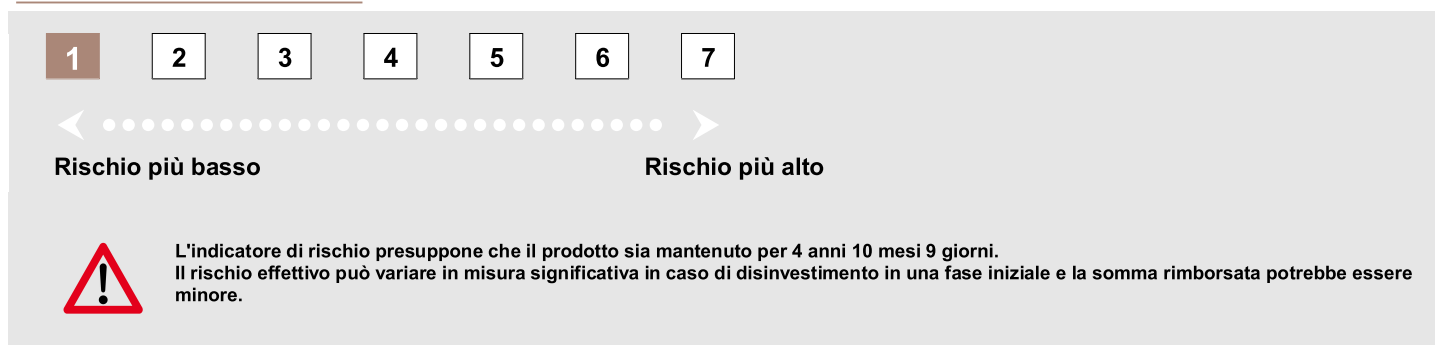 1 2 3 4 5 6 7
Rischio più basso Rischio più alto
L'indicatore di rischio presuppone che il prodotto sia mantenuto per 4 anni 10 mesi 9 giorni.
Il rischio effettivo può variare in misura significativa in caso di disinvestimento in una fase iniziale e la somma rimborsata potrebbe essere
minore.